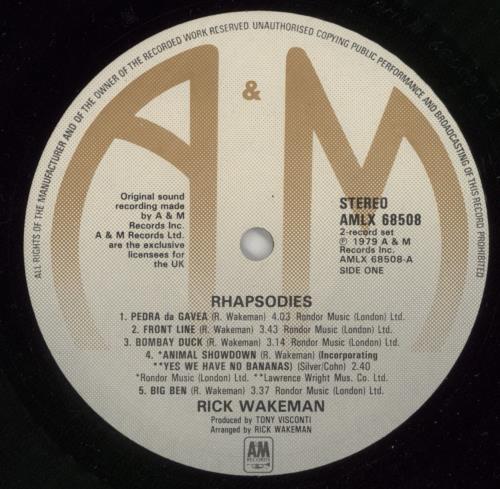 ALL RIGHTS OF THE MANUFACTURER AND OF THE OWNER OF THE RECORDED WORK RESERVED. UNAUTHORISED COPYING PUBLIC PERFORMANCE AND BROADCASTING OF THIS RECORD PROHIBITED
A & M
Original sound
recording made
by A & M
Records Inc.
A & M Records Ltd.
are the exclusive
licensees for
the UK
STEREO
AMLX 68508
2-record set
℗ 1979 A & M
Records Inc.
AMLX 68508-A
SIDE ONE
RHAPSODIES
1. PEDRA da GAVEA (R. Wakeman) 4.03 Rondor Music (London) Ltd.
2. FRONT LINE (R. Wakeman) 3.43 Rondor Music (London) Ltd.
3. BOMBAY DUCK (R. Wakeman) 3.14 Rondor Music (London) Ltd.
4. *ANIMAL SHOWDOWN (R. Wakeman) (Incorporating
**YES WE HAVE NO BANANAS) (Silver/Cohn) 2.40
*Rondor Music (London) Ltd. **Lawrence Wright Mus. Co. Ltd.
5. BIG BEN (R. Wakeman) 3.37 Rondor Music (London) Ltd.
RICK WAKEMAN
Produced by TONY VISCONTI
Arranged by RICK WAKEMAN
A&M
RECORDS